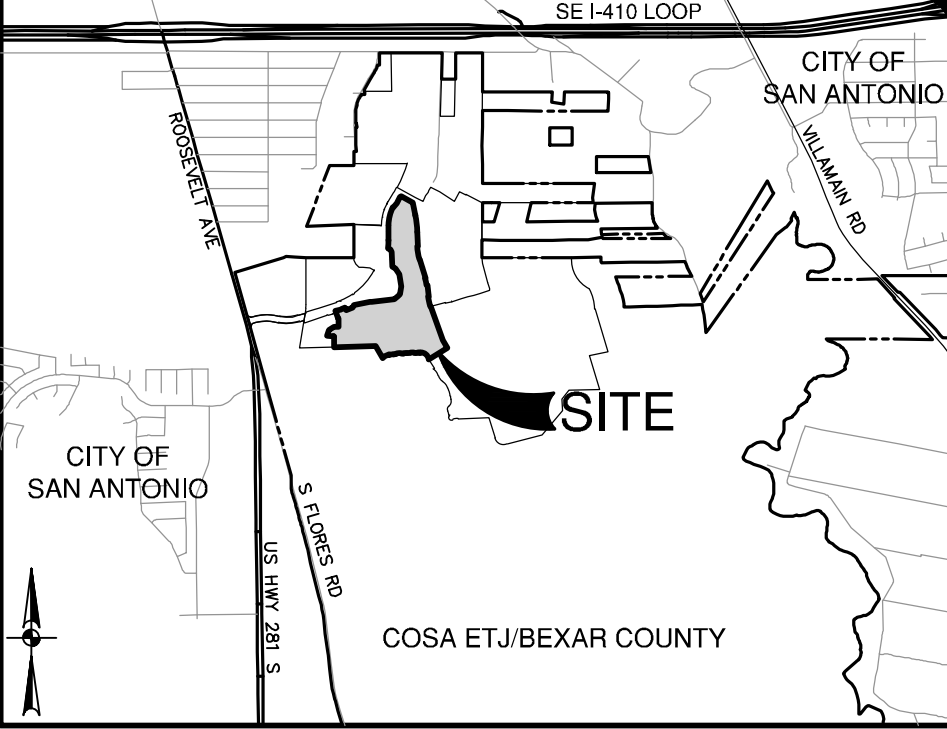 SE I-410 LOOP
CITY OF
SAN ANTONIO
ROOSEVELT AVE
VILLAMAIN RD
SITE
CITY OF
SAN ANTONIO
S FLORES RD
US HWY 281 S
COSA ETJ/BEXAR COUNTY